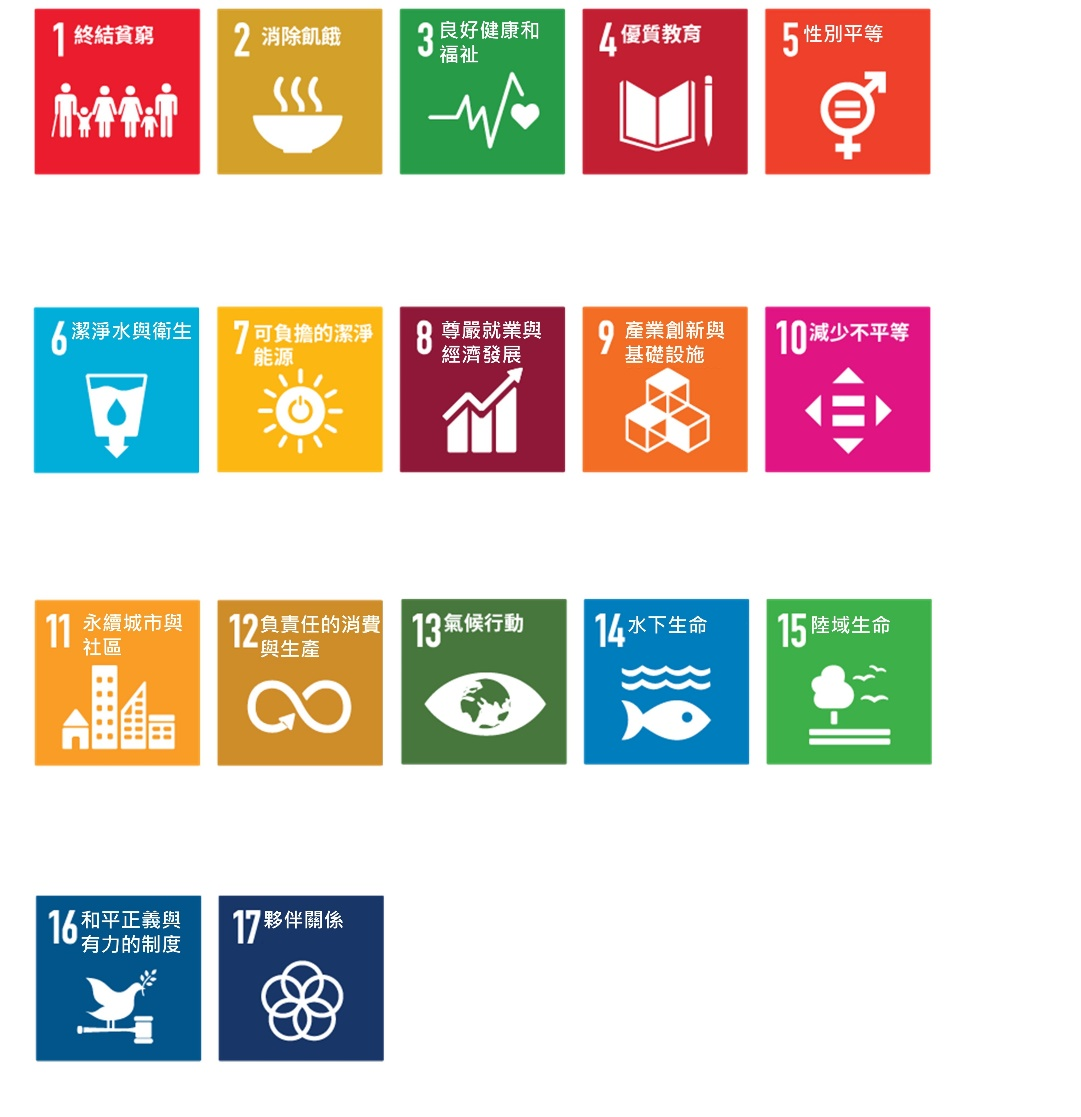 1 終結貧窮
2 消除飢餓
3 良好健康和
福祉
4 優質教育
5 性別平等
6 潔淨水與衛生
7 可負擔的潔淨
能源
8 尊嚴就業與
經濟發展
9 產業創新與
基礎設施
10 減少不平等
11 永續城市與
社區
12 負責任的消費
與生產
13 氣候行動
14 水下生命
15 陸域生命
16 和平正義與
有力的制度
17 夥伴關係